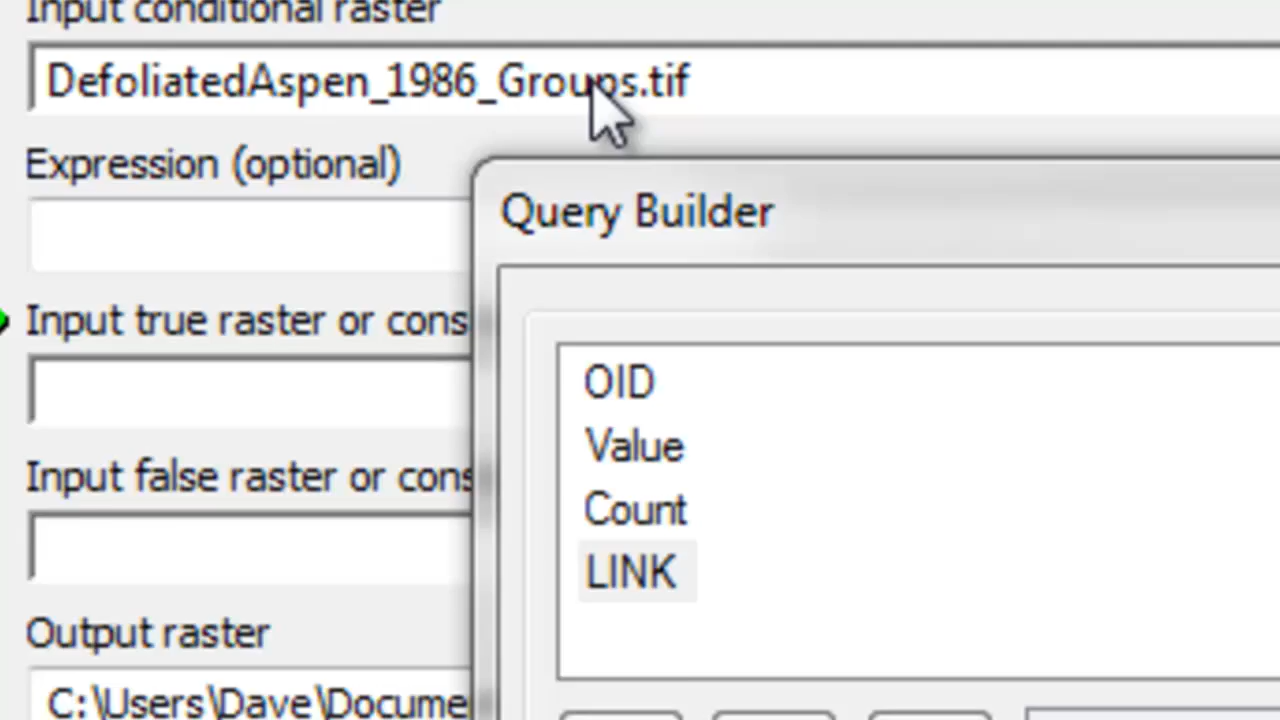 Input conditional raster
DefoliatedAspen_1986_Groups.tif
Expression (optional)
Query Builder
Input true raster or cons
OID
Value
Count
LINK
Input false raster or cons
Output raster
C:\Users\Dave\Docume